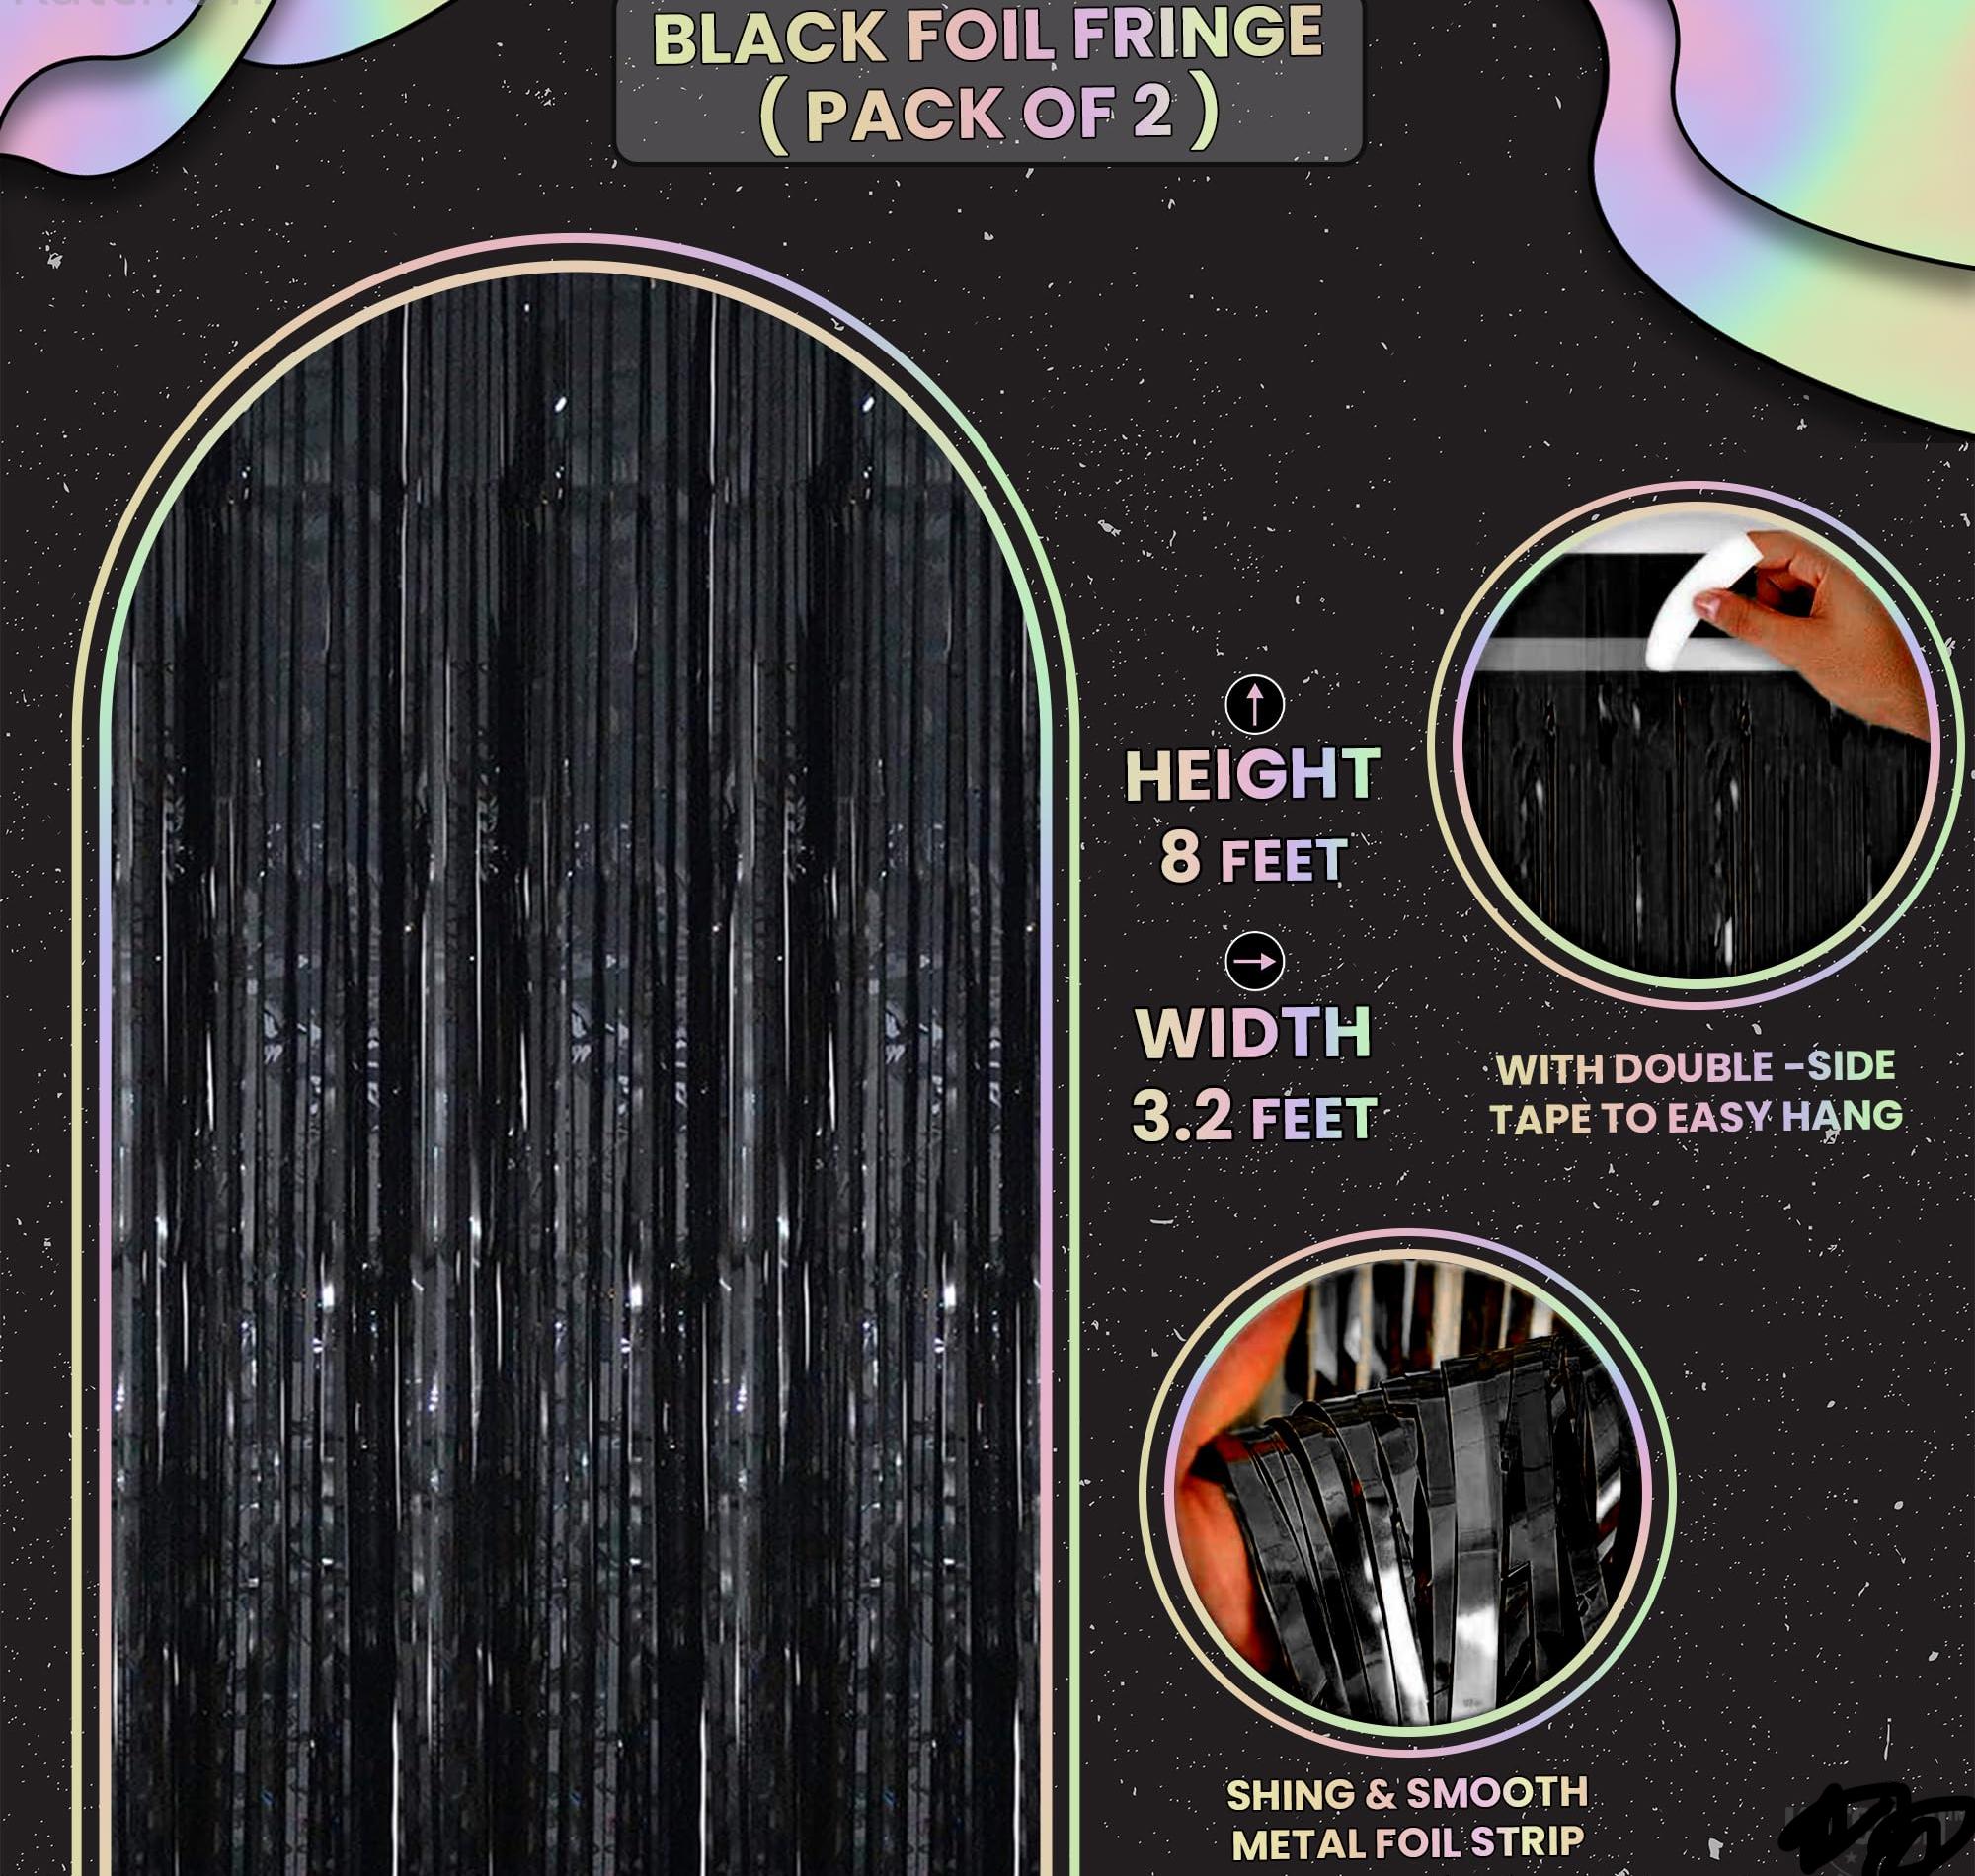 BLACK FOIL FRINGE
( PACK OF 2 )
HEIGHT
8 FEET
WIDTH
3.2 FEET
WITH DOUBLE -SIDE
TAPE TO EASY HANG
SHING & SMOOTH
METAL FOIL STRIP